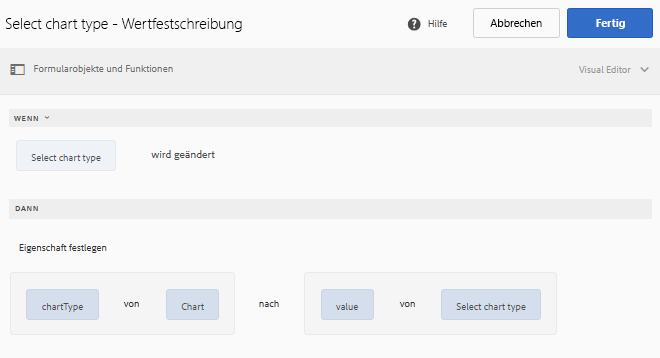 Select chart type - Wertfestschreibung
Hilfe
Abbrechen
Fertig
Formularobjekte und Funktionen
Visual Editor
WENN
Select chart type wird geändert
DANN
Eigenschaft festlegen
chartType von Chart nach value von Select chart type